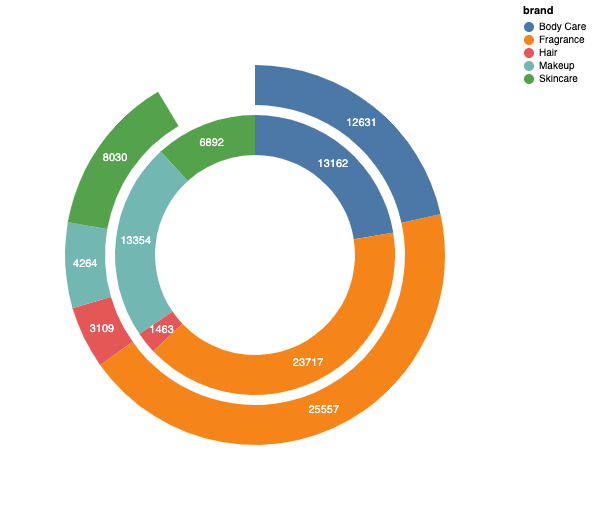 brand
Body Care
Fragrance
Hair
Makeup
Skincare
12631
6892
8030
13162
13354
4264
3109
1463
23717
25557